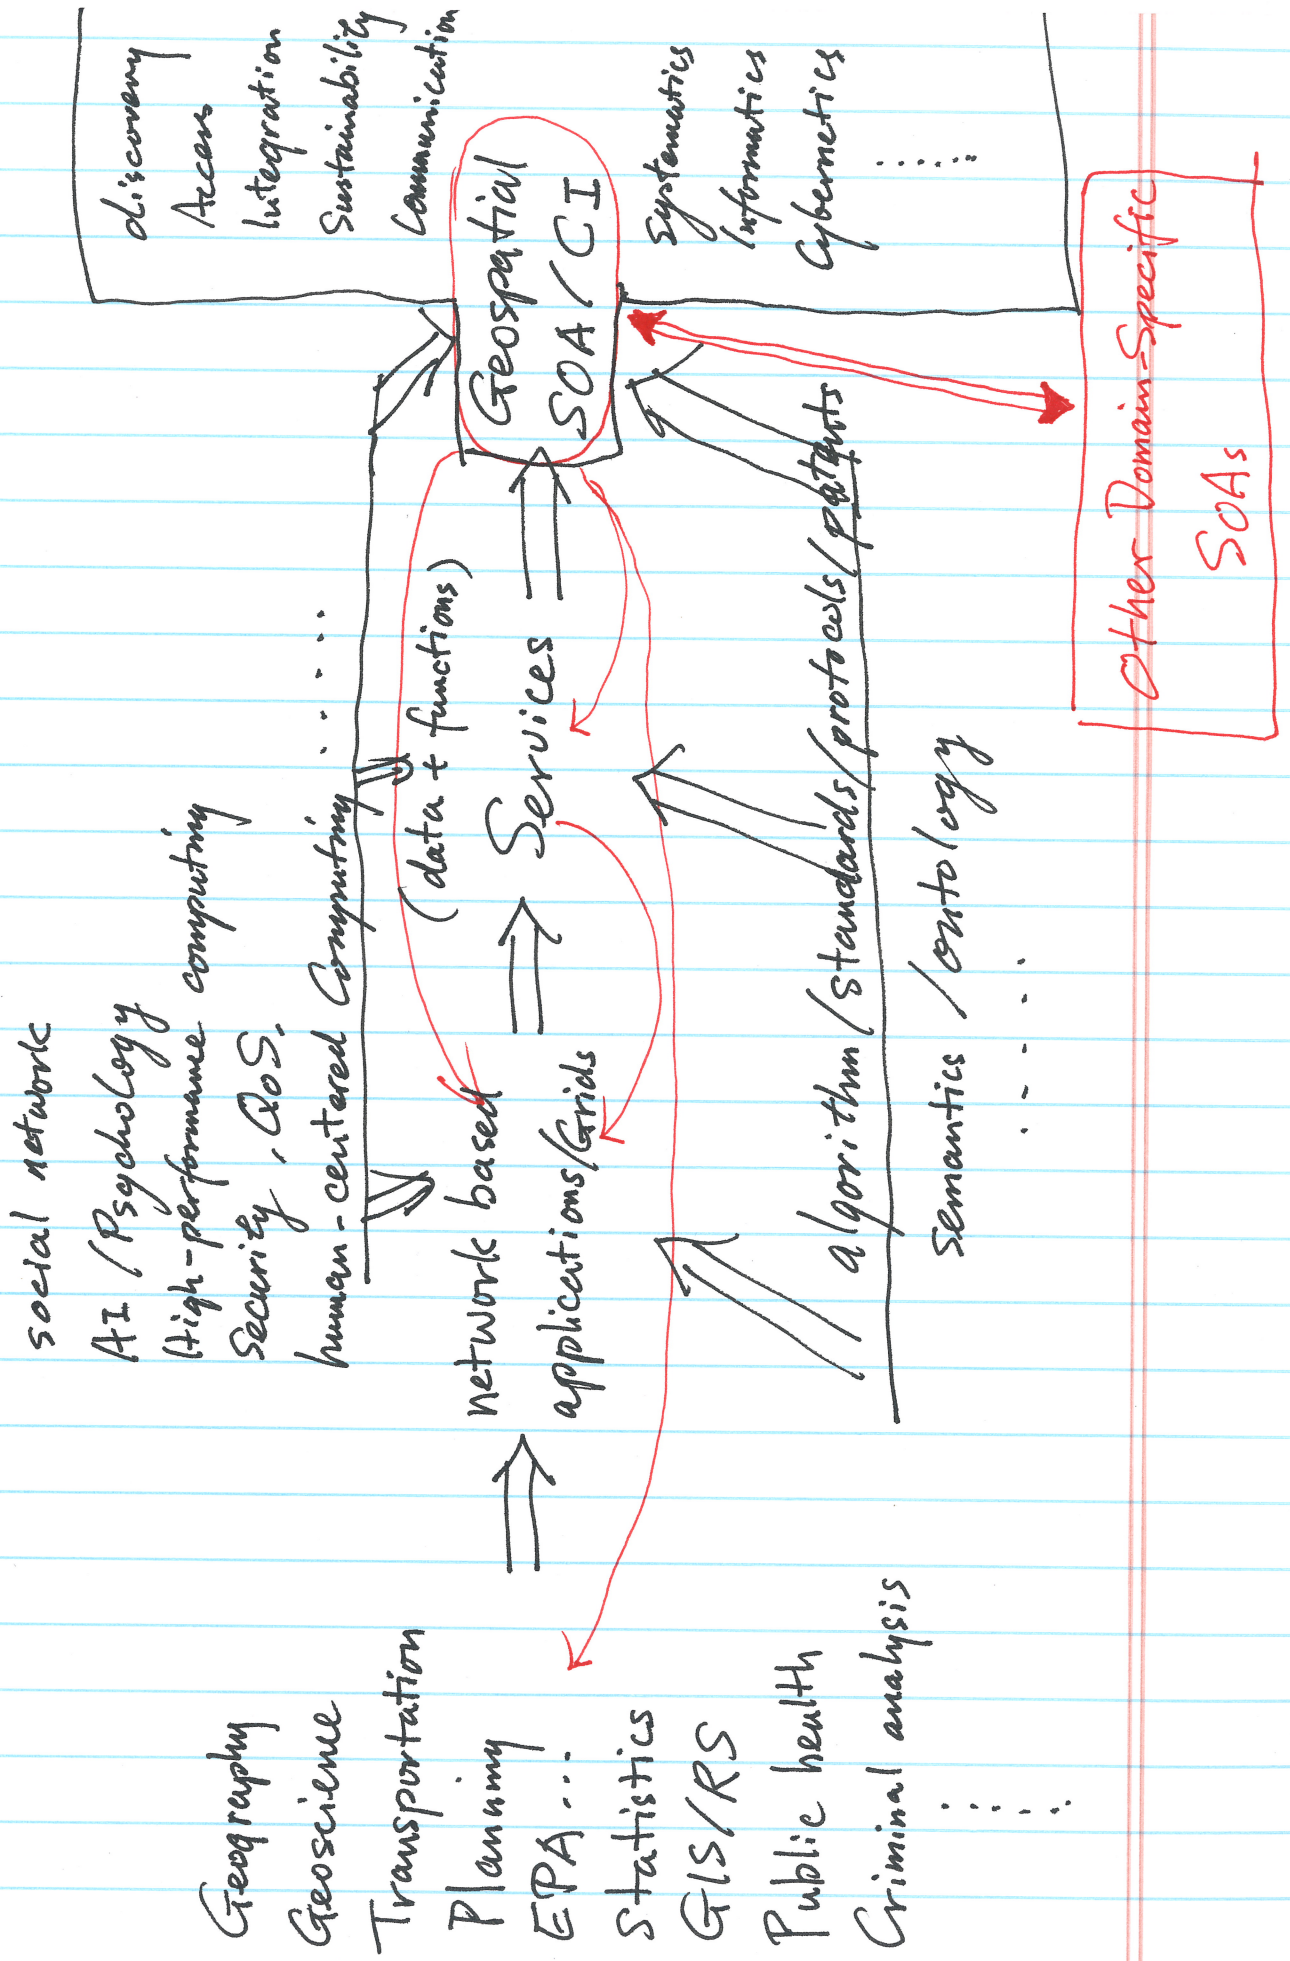 social network
AI / Psychology
High-performance computing
Security, QoS.
human-centered Computing
......
discovery
Access
Integration
Sustainability
Communication
Geography
Geoscience
Transportation
Planning
EPA...
Statistics
GIS/RS
Public health
Criminal analysis
......
network based
applications/Grids
(data + functions)
Services
Geospatial
SOA/CI
Systematics
Informatics
Cybernetics
......
algorithm/standards/protocols/patents
Semantics/ontology
.....
Other Domain-Specific
SOAs